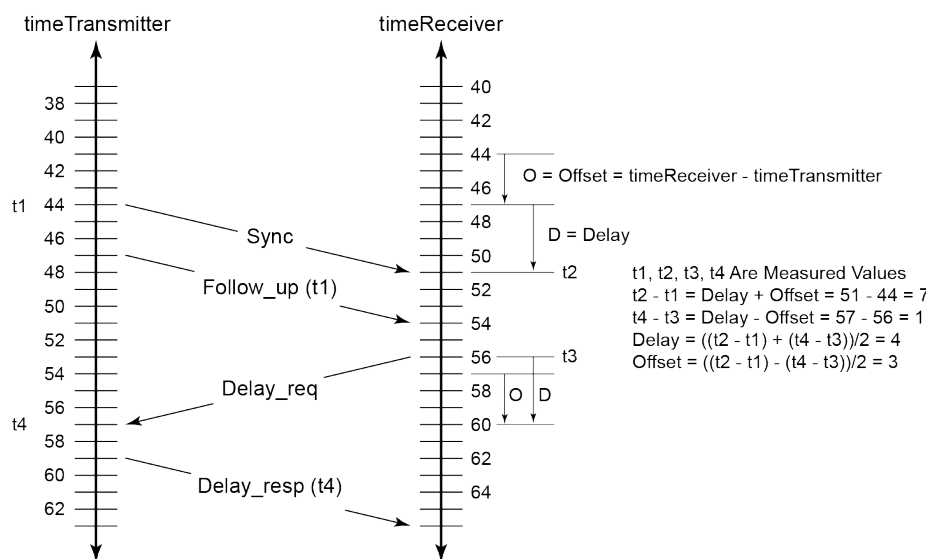 timeTransmitter
timeReceiver
38
40
42
44
46
48
50
52
54
56
58
60
62
t1
t4
Sync
Follow_up (t1)
Delay_req
Delay_resp (t4)
40
42
44
46
48
50
52
54
56
58
60
62
64
t2
t3
O = Offset = timeReceiver - timeTransmitter
D = Delay
O
D
t1, t2, t3, t4 Are Measured Values
t2 - t1 = Delay + Offset = 51 - 44 = 7
t4 - t3 = Delay - Offset = 57 - 56 = 1
Delay = ((t2 - t1) + (t4 - t3))/2 = 4
Offset = ((t2 - t1) - (t4 - t3))/2 = 3